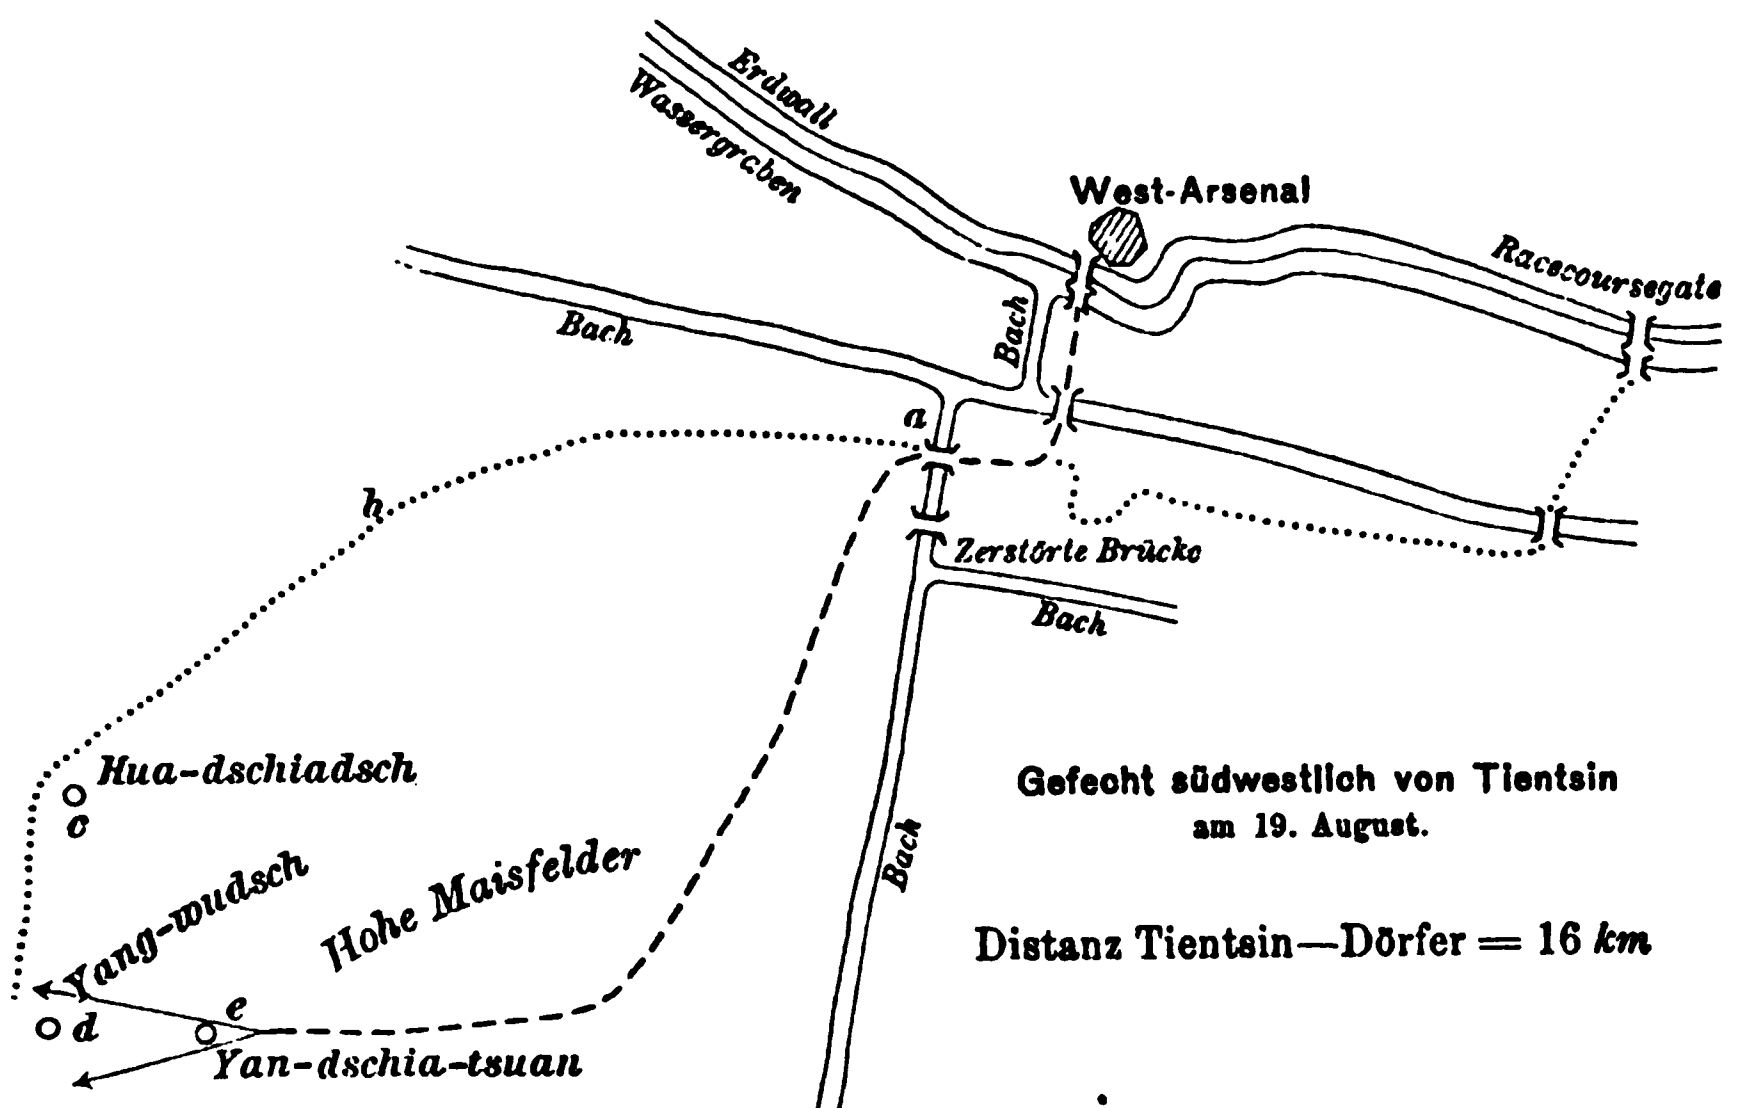 Erdwall
Wassergraben
West-Arsenal
Racecoursegate
Bach
Bach
a
h
Zerstörte Brücke
Bach
Hua-dschiadsch
c
Gefecht südwestlich von Tientsin
am 19. August.
Bach
Yang-wudsch
Hohe Maisfelder
Distanz Tientsin—Dörfer = 16 km
e
d
Yan-dschia-tsuan